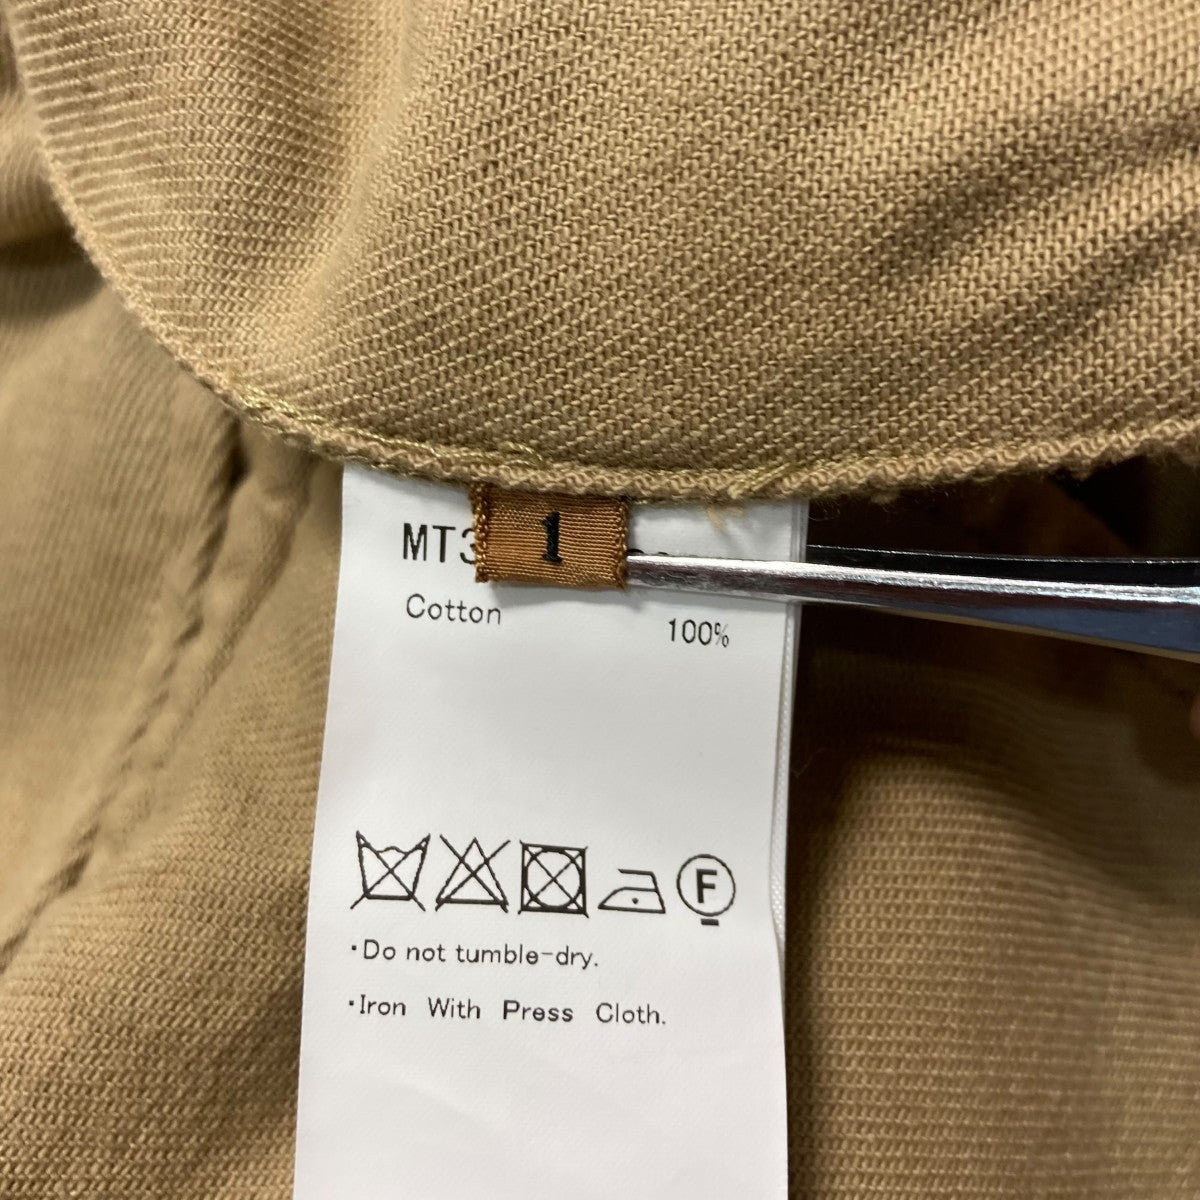 MT3
1
Cotton
100%
F
·Do not tumble-dry.
·Iron With Press Cloth.